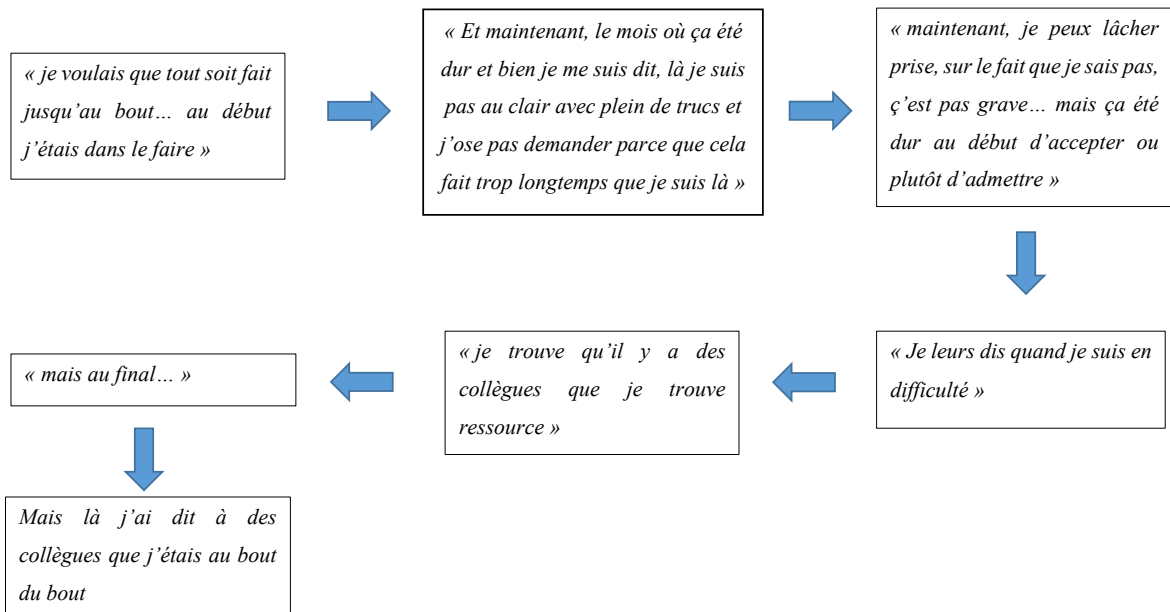 « je voulais que tout soit fait
jusqu'au bout… au début
j'étais dans le faire »
« Et maintenant, le mois où ça été
dur et bien je me suis dit, là je suis
pas au clair avec plein de trucs et
j'ose pas demander parce que cela
fait trop longtemps que je suis là »
« maintenant, je peux lâcher
prise, sur le fait que je sais pas,
ç'est pas grave… mais ça été
dur au début d'accepter ou
plutôt d'admettre »
« Je leurs dis quand je suis en
difficulté »
« je trouve qu'il y a des
collègues que je trouve
ressource »
« mais au final… »
Mais là j'ai dit à des
collègues que j'étais au bout
du bout